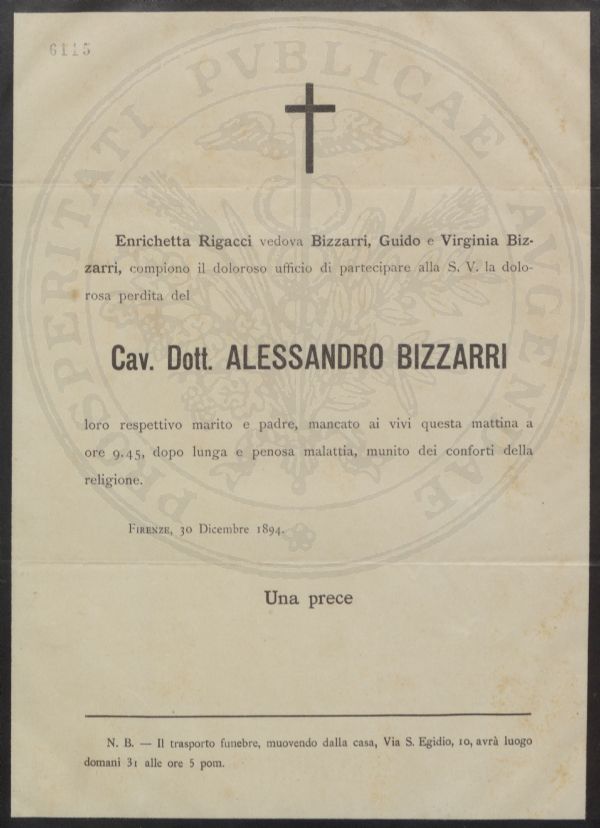 6115
PROSPERITATI PVBLICAE AVGENDAE
Enrichetta Rigacci vedova Bizzarri, Guido e Virginia Biz-
zarri, compiono il doloroso ufficio di partecipare alla S. V. la dolo-
rosa perdita del
Cav. Dott. ALESSANDRO BIZZARRI
loro respettivo marito e padre, mancato ai vivi questa mattina a
ore 9.45, dopo lunga e penosa malattia, munito dei conforti della
religione.
FIRENZE, 30 Dicembre 1894.
Una prece
N. B. — Il trasporto funebre, muovendo dalla casa, Via S. Egidio, 10, avrà luogo
domani 31 alle ore 5 pom.